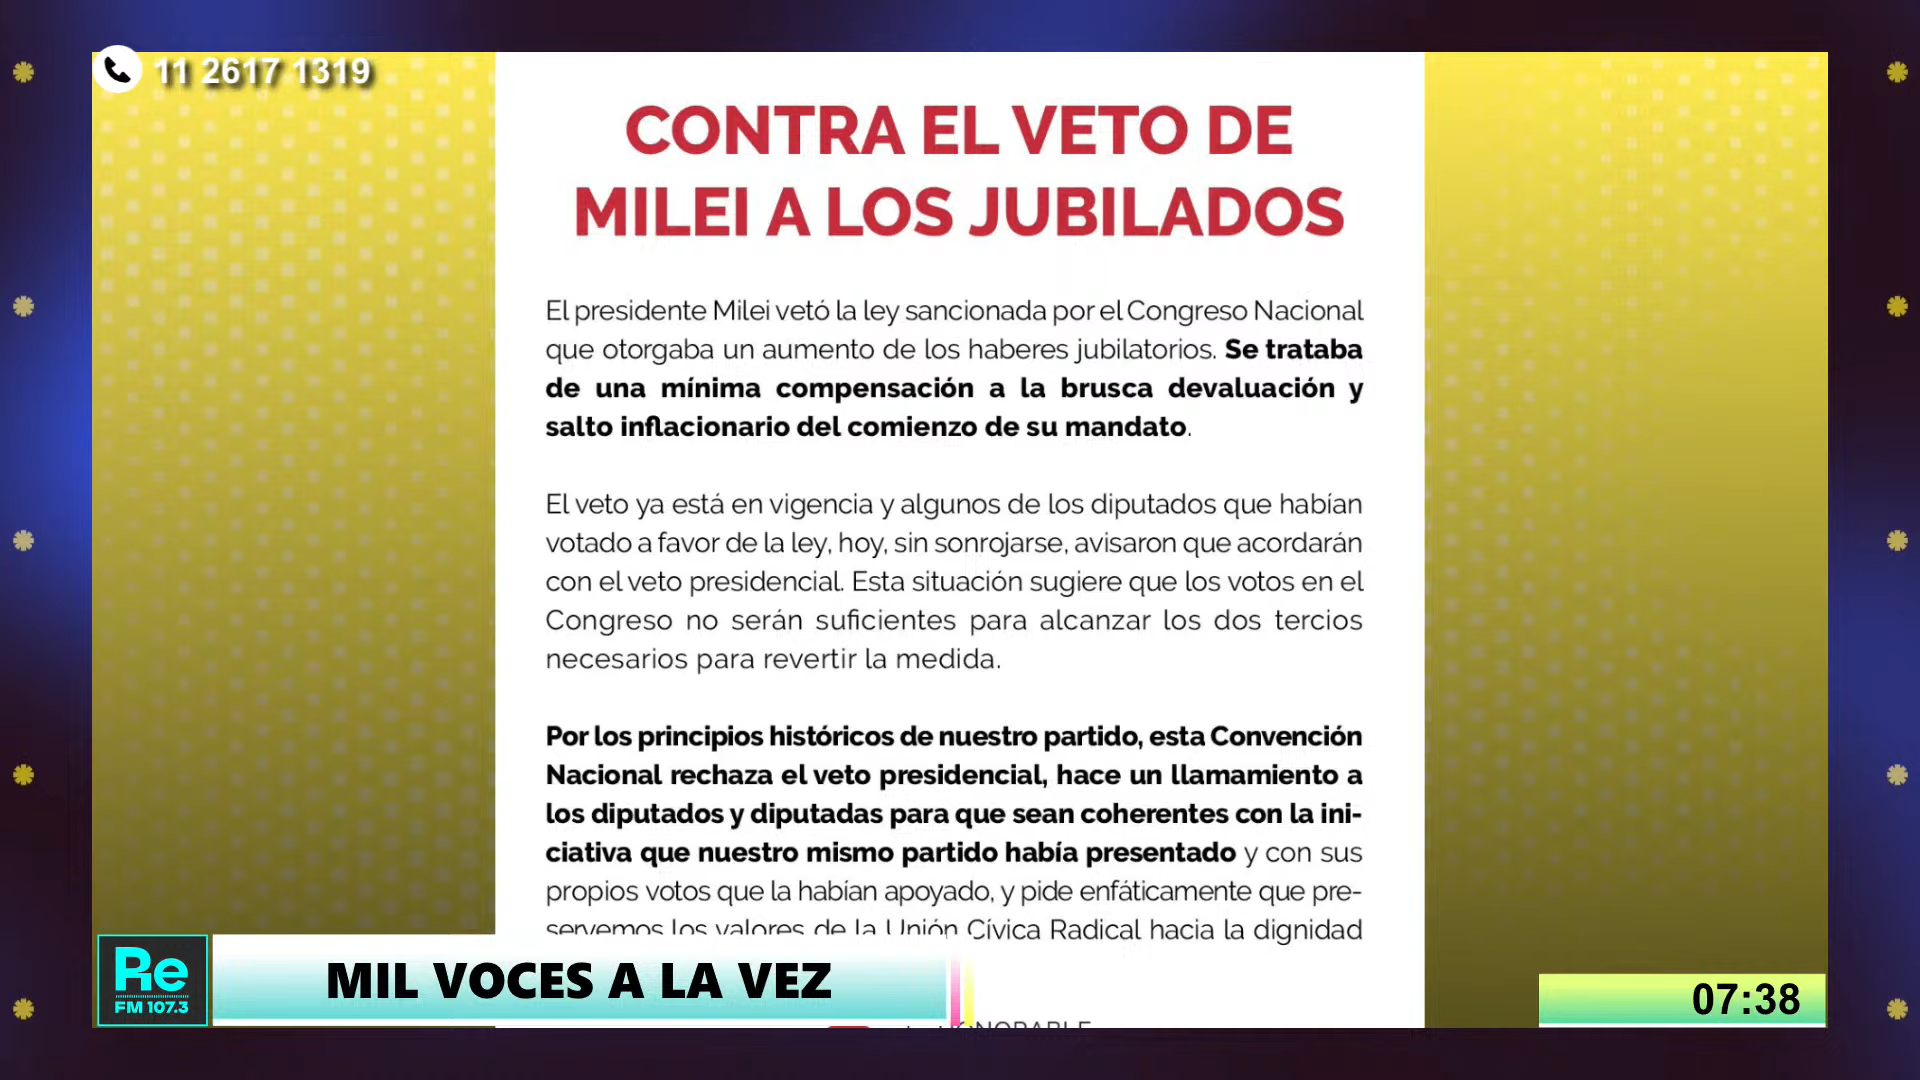 11 2617 1319
CONTRA EL VETO DE
MILEI A LOS JUBILADOS
El presidente Milei vetó la ley sancionada por el Congreso Nacional
que otorgaba un aumento de los haberes jubilatorios. Se trataba
de una mínima compensación a la brusca devaluación y
salto inflacionario del comienzo de su mandato.
El veto ya está en vigencia y algunos de los diputados que habían
votado a favor de la ley, hoy, sin sonrojarse, avisaron que acordarán
con el veto presidencial. Esta situación sugiere que los votos en el
Congreso no serán suficientes para alcanzar los dos tercios
necesarios para revertir la medida.
Por los principios históricos de nuestro partido, esta Convención
Nacional rechaza el veto presidencial, hace un llamamiento a
los diputados y diputadas para que sean coherentes con la ini-
ciativa que nuestro mismo partido había presentado y con sus
propios votos que la habían apoyado, y pide enfáticamente que pre-
servemos los valores de la Unión Cívica Radical hacia la dignidad
Re
FM 107.3
MIL VOCES A LA VEZ
07:38